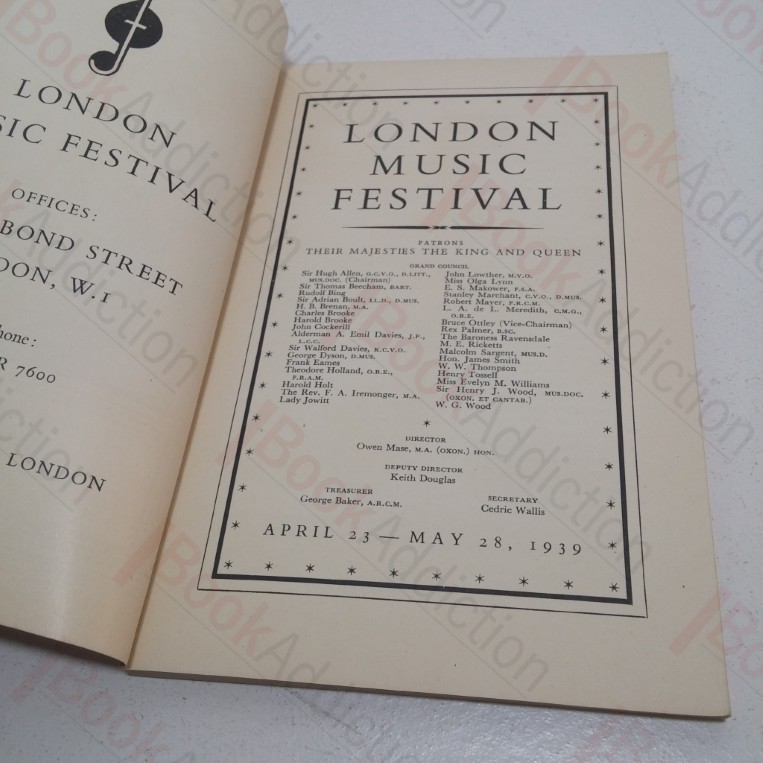 LONDON
SIC FESTIVAL
OFFICES:
BOND STREET
DON, W.1
hone:
R 7600
LONDON
LONDON
MUSIC
FESTIVAL
PATRONS
THEIR MAJESTIES THE KING AND QUEEN
GRAND COUNCIL
Sir Hugh Allen, G.C.V.O., D.LITT.,
MUS.DOC. (Chairman)
Sir Thomas Beecham, BART.
Rudolf Bing
Sir Adrian Boult, LL.D., D.MUS.
H. B. Brenan, M.A.
Charles Brooke
Harold Brooke
John Cockerill
Alderman A. Emil Davies, J.P.,
L.C.C.
Sir Walford Davies, K.C.V.O.
George Dyson, D.MUS.
Frank Eames
Theodore Holland, O.B.E.,
F.R.A.M.
Harold Holt
The Rev. F. A. Iremonger, M.A.
Lady Jowitt
John Lowther, M.V.O.
Miss Olga Lynn
E. S. Makower, F.S.A.
Stanley Marchant, C.V.O., D.MUS.
Robert Mayer, F.R.C.M.
L. A. de L. Meredith, C.M.G.,
O.B.E.
Bruce Ottley (Vice-Chairman)
Rex Palmer, B.SC.
The Baroness Ravensdale
M. E. Ricketts
Malcolm Sargent, MUS.D.
Hon. James Smith
W. W. Thompson
Henry Tossell
Miss Evelyn M. Williams
Sir Henry J. Wood, MUS.DOC.
(OXON. ET CANTAB.)
W. G. Wood
DIRECTOR
Owen Mase, M.A. (OXON.) HON.
DEPUTY DIRECTOR
Keith Douglas
TREASURER
George Baker, A.R.C.M.
SECRETARY
Cedric Wallis
APRIL 23 — MAY 28, 1939
BookAddiction